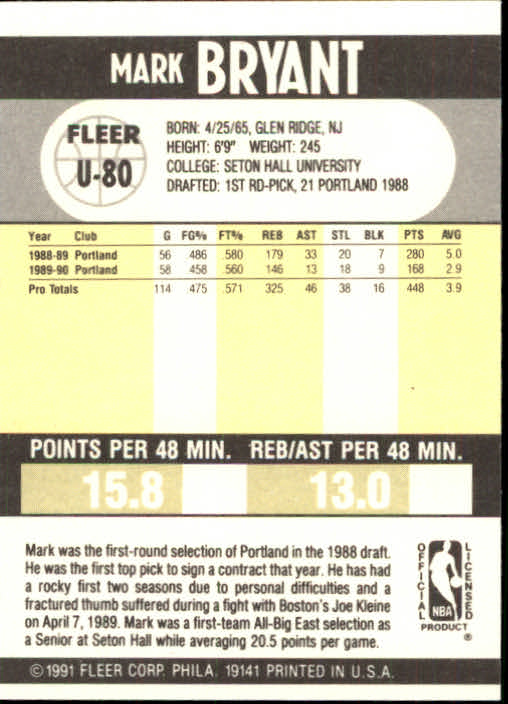 MARK BRYANT
FLEER
U-80
BORN: 4/25/65, GLEN RIDGE, NJ
HEIGHT: 6'9" WEIGHT: 245
COLLEGE: SETON HALL UNIVERSITY
DRAFTED: 1ST RD-PICK, 21 PORTLAND 1988
Year Club G FG% FT% REB AST STL BLK PTS AVG
1988-89 Portland 56 .486 .580 179 33 20 7 280 5.0
1989-90 Portland 58 .458 .560 146 13 18 9 168 2.9
Pro Totals 114 .475 .571 325 46 38 16 448 3.9
POINTS PER 48 MIN. REB/AST PER 48 MIN.
15.8 13.0
Mark was the first-round selection of Portland in the 1988 draft.
He was the first top pick to sign a contract that year. He has had
a rocky first two seasons due to personal difficulties and a
fractured thumb suffered during a fight with Boston's Joe Kleine
on April 7, 1989. Mark was a first-team All-Big East selection as
a Senior at Seton Hall while averaging 20.5 points per game.
OFFICIAL LICENSED
NBA
PRODUCT ®
© 1991 FLEER CORP. PHILA. 19141 PRINTED IN U.S.A.